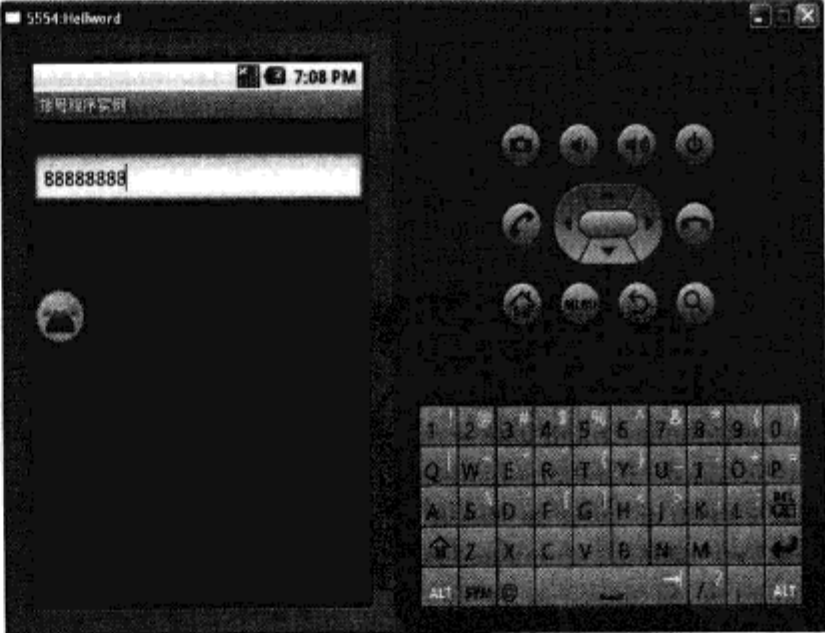 5554:Hellword
7:08 PM
拨号程序实例
88888888
MENU
1 ! 2 @ 3 # 4 $ 5 % 6 ^ 7 & 8 * 9 ( 0 )
Q W E R T Y U I O P
A S D F G H J K L DEL
Z X C V B N M
ALT SYM @ / ? , ALT